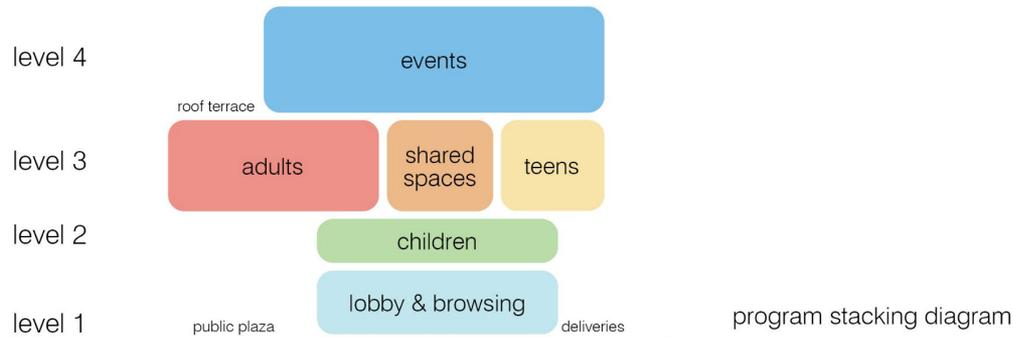 level 4
events
roof terrace
level 3
adults
shared
spaces
teens
level 2
children
lobby & browsing
level 1
public plaza
deliveries
program stacking diagram